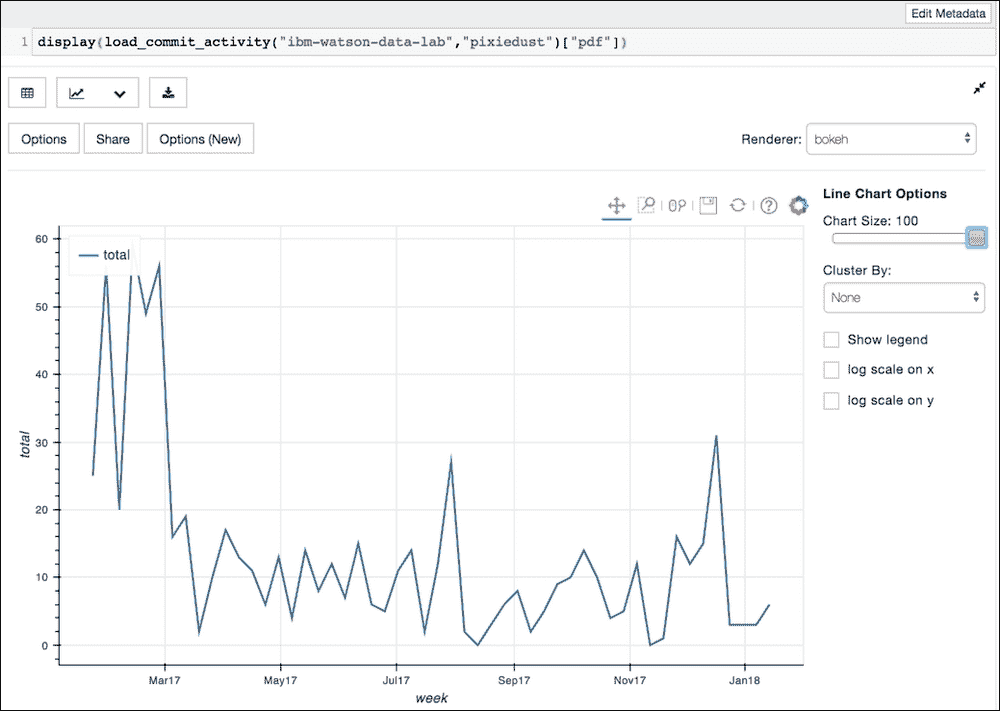 Edit Metadata
1 display(load_commit_activity("ibm-watson-data-lab","pixiedust")["pdf"])
Options Share Options (New)
Renderer: bokeh
Line Chart Options
Chart Size: 100
Cluster By:
None
Show legend
log scale on x
log scale on y
total
60
50
40
30
20
10
0
total
Mar17 May17 Jul17 Sep17 Nov17 Jan18
week